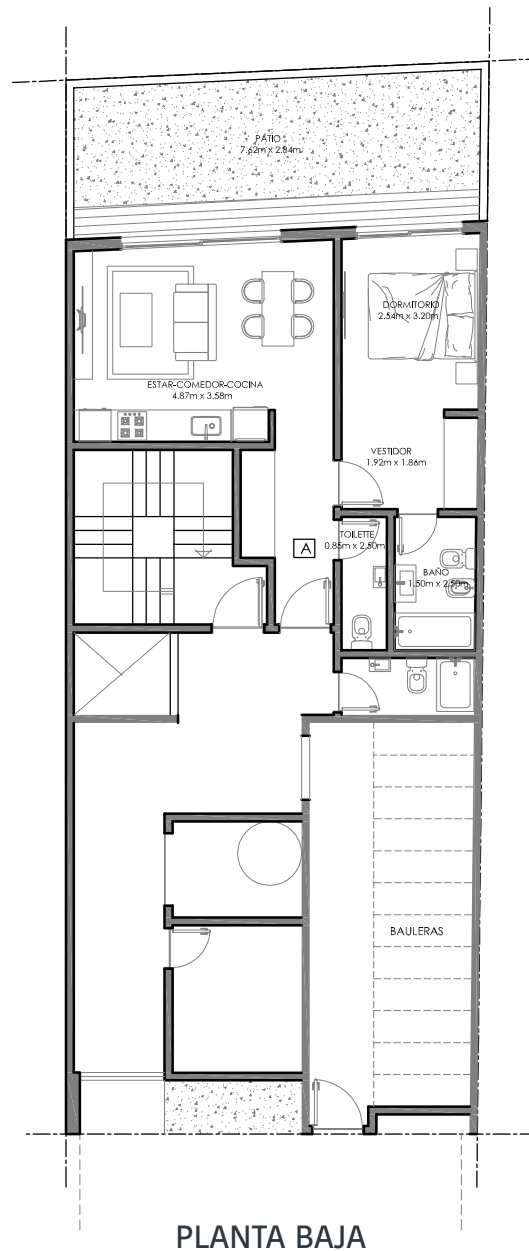 PATIO
7.62m x 2.84m
DORMITORIO
2.54m x 3.20m
ESTAR-COMEDOR-COCINA
4.87m x 3.58m
VESTIDOR
1.92m x 1.86m
TOILETTE
0.85m x 2.50m
A
BAÑO
1.50m x 2.50m
BAULERAS
PLANTA BAJA